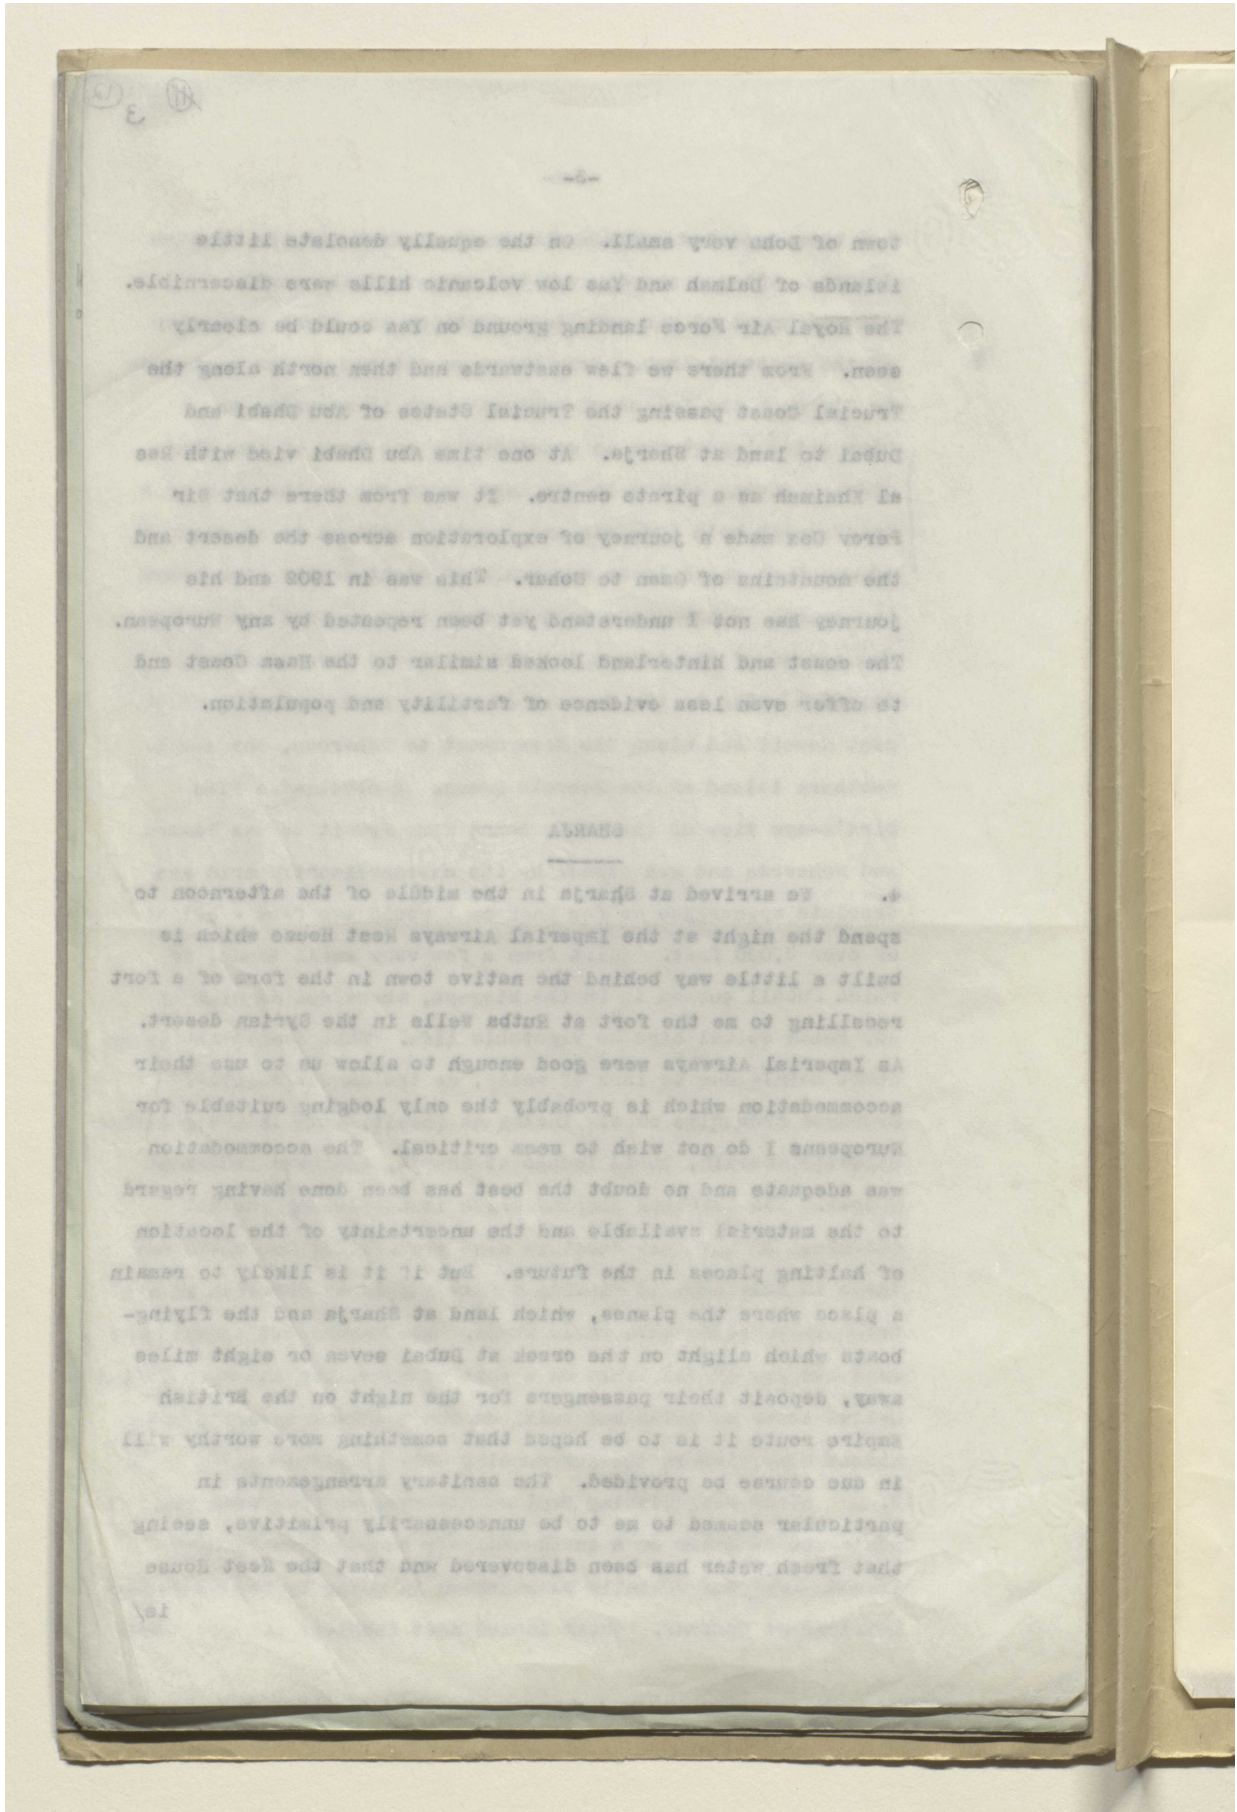 -3-
town of Doha very small. On the equally desolate little
islands of Dalmah and Yas low volcanic hills were discernible.
The Royal Air Force landing ground on Yas could be clearly
seen. From there we flew eastwards and then north along the
Trucial Coast passing the Trucial States of Abu Dhabi and
Dubai to land at Sharja. At one time Abu Dhabi vied with Ras
al Khaimah as a pirate centre. It was from there that Sir
Percy Cox made a journey of exploration across the desert and
the mountains of Oman to Sohar. This was in 1902 and his
journey has not I understand yet been repeated by any European.
The coast and hinterland looked similar to the Hasa Coast and
to offer even less evidence of fertility and population.
SHARJA
4. We arrived at Sharja in the middle of the afternoon to
spend the night at the Imperial Airways Rest House which is
built a little way behind the native town in the form of a fort
recalling to me the fort at Rutba Wells in the Syrian desert.
As Imperial Airways were good enough to allow us to use their
accommodation which is probably the only lodging suitable for
Europeans I do not wish to seem critical. The accommodation
was adequate and no doubt the best has been done having regard
to the material available and the uncertainty of the location
of halting places in the future. But if it is likely to remain
a place where the planes, which land at Sharja and the flying-
boats which alight on the creek at Dubai seven or eight miles
away, deposit their passengers for the night on the British
Empire route it is to be hoped that something more worthy will
in due course be provided. The sanitary arrangements in
particular seemed to me to be unnecessarily primitive, seeing
that fresh water has been discovered and that the Rest House
is/